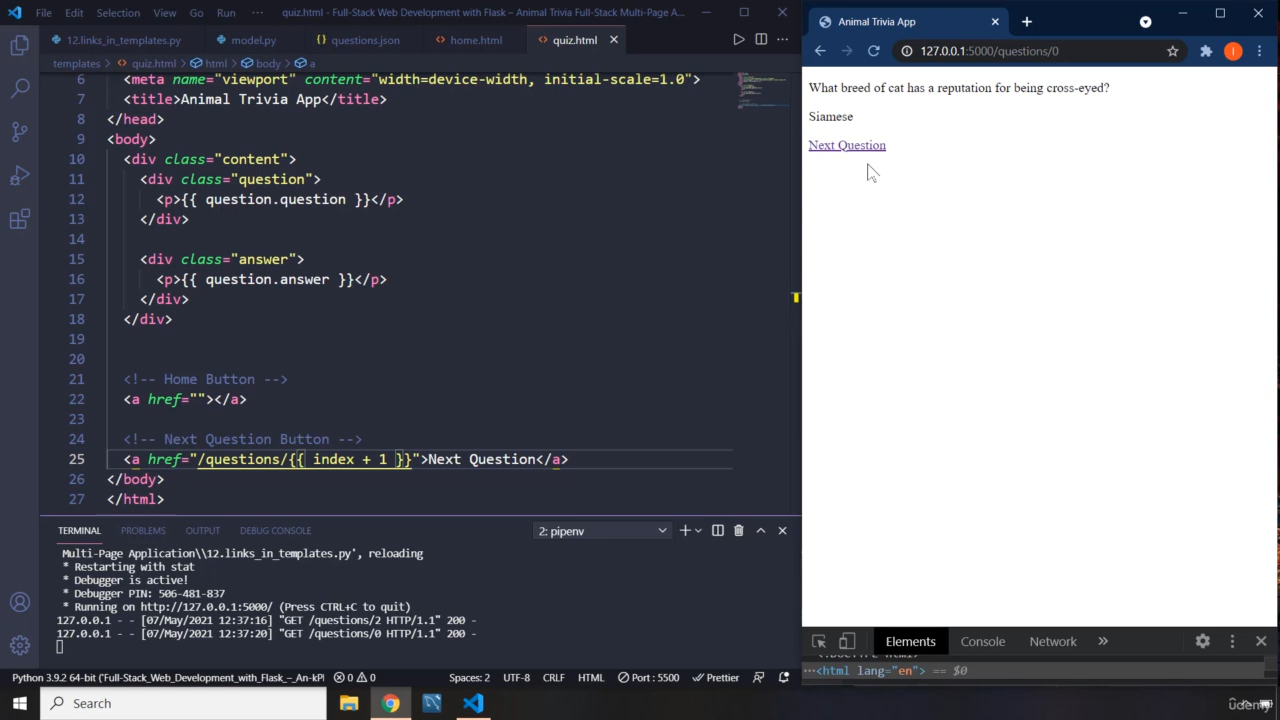 File Edit Selection View Go Run ··· quiz.html - Full-Stack Web Development with Flask – Animal Trivia Full-Stack Multi-Page A...
12.links_in_templates.py model.py questions.json home.html quiz.html
templates > quiz.html > html > body > a
6 <meta name="viewport" content="width=device-width, initial-scale=1.0">
7 <title>Animal Trivia App</title>
8 </head>
9 <body>
10 <div class="content">
11 <div class="question">
12 <p>{{ question.question }}</p>
13 </div>
14
15 <div class="answer">
16 <p>{{ question.answer }}</p>
17 </div>
18 </div>
19
20
21 <!-- Home Button -->
22 <a href=""></a>
23
24 <!-- Next Question Button -->
25 <a href="/questions/{{ index + 1 }}">Next Question</a>
26 </body>
27 </html>
TERMINAL PROBLEMS OUTPUT DEBUG CONSOLE 2: pipenv
Multi-Page Application\\12.links_in_templates.py', reloading
* Restarting with stat
* Debugger is active!
* Debugger PIN: 506-481-837
* Running on http://127.0.0.1:5000/ (Press CTRL+C to quit)
127.0.0.1 - - [07/May/2021 12:37:16] "GET /questions/2 HTTP/1.1" 200 -
127.0.0.1 - - [07/May/2021 12:37:20] "GET /questions/0 HTTP/1.1" 200 -
Python 3.9.2 64-bit ('Full-Stack_Web_Development_with_Flask_–_An-kPl 0 0 Spaces: 2 UTF-8 CRLF HTML Port : 5500 Prettier
Search
Animal Trivia App
127.0.0.1:5000/questions/0
I
What breed of cat has a reputation for being cross-eyed?
Siamese
Next Question
Elements Console Network »
<html lang="en"> == $0
udemy